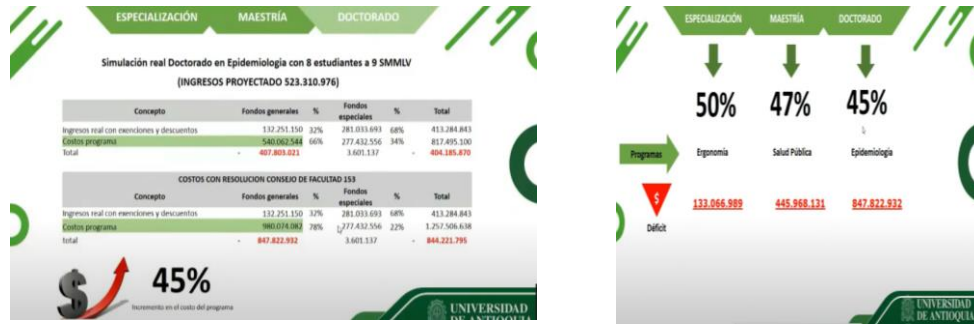 ESPECIALIZACIÓN MAESTRÍA DOCTORADO
Simulación real Doctorado en Epidemiologia con 8 estudiantes a 9 SMMLV
(INGRESOS PROYECTADO 523.310.976)
Concepto Fondos generales % Fondos especiales % Total
Ingresos real con exenciones y descuentos 132.251.150 32% 281.033.693 68% 413.284.843
Costos programa 540.062.544 66% 277.432.556 34% 817.495.100
Total - 407.803.021 3.601.137 - 404.185.870
COSTOS CON RESOLUCION CONSEJO DE FACULTAD 153
Concepto Fondos generales % Fondos especiales % Total
Ingresos real con exenciones y descuentos 132.251.150 32% 281.033.693 68% 413.284.843
Costos programa 980.074.082 78% 277.432.556 22% 1.257.506.638
total - 847.822.932 3.601.137 - 844.221.795
$
45%
Incremento en el costo del programa
UNIVERSIDAD
DE ANTIOQUIA
ESPECIALIZACIÓN MAESTRÍA DOCTORADO
50% 47% 45%
Programas Ergonomía Salud Pública Epidemiología
$ 133.066.989 445.968.131 847.822.932
Déficit
UNIVERSIDAD
DE ANTIOQUIA